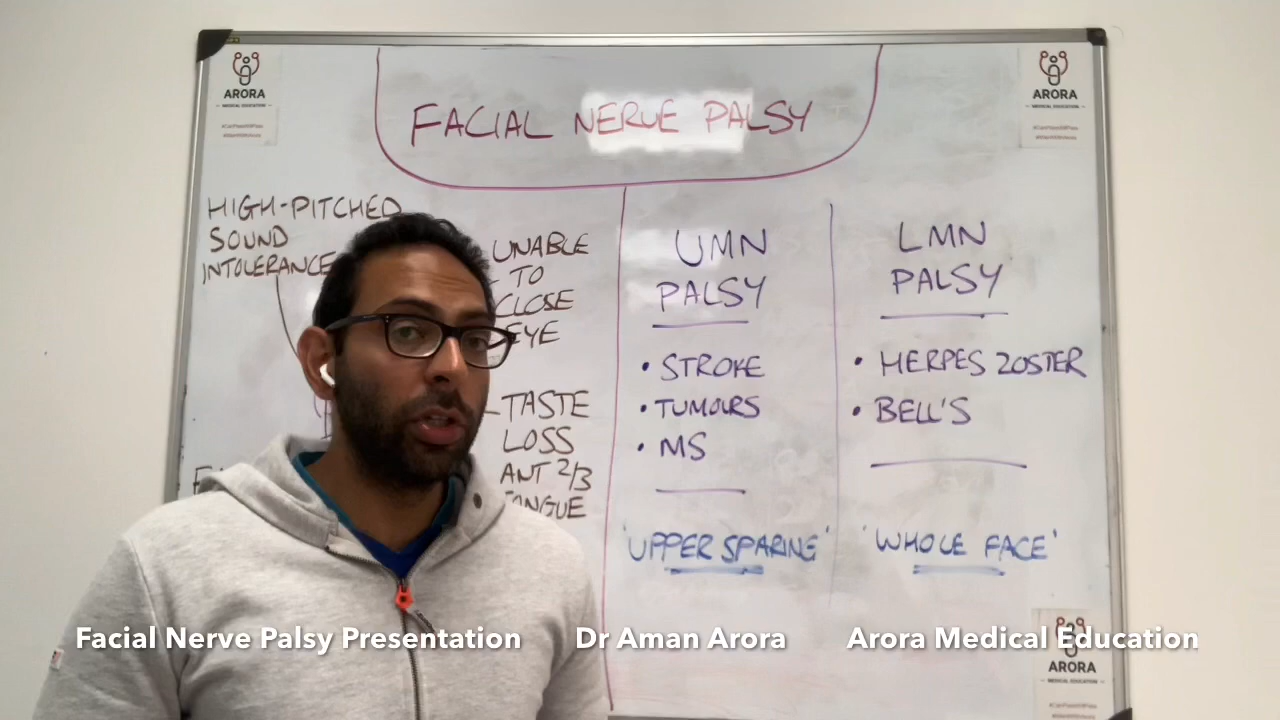 ARORA
MEDICAL EDUCATION
ARORA
MEDICAL EDUCATION
FACIAL NERVE PALSY
HIGH-PITCHED
SOUND
INTOLERANCE
UNABLE
TO
CLOSE
EYE
TASTE
LOSS
ANT 2/3
TONGUE
UMN
PALSY
• STROKE
• TUMOURS
• MS
'UPPER SPARING'
LMN
PALSY
• HERPES ZOSTER
• BELL'S
'WHOLE FACE'
Facial Nerve Palsy Presentation Dr Aman Arora Arora Medical Education
ARORA
MEDICAL EDUCATION